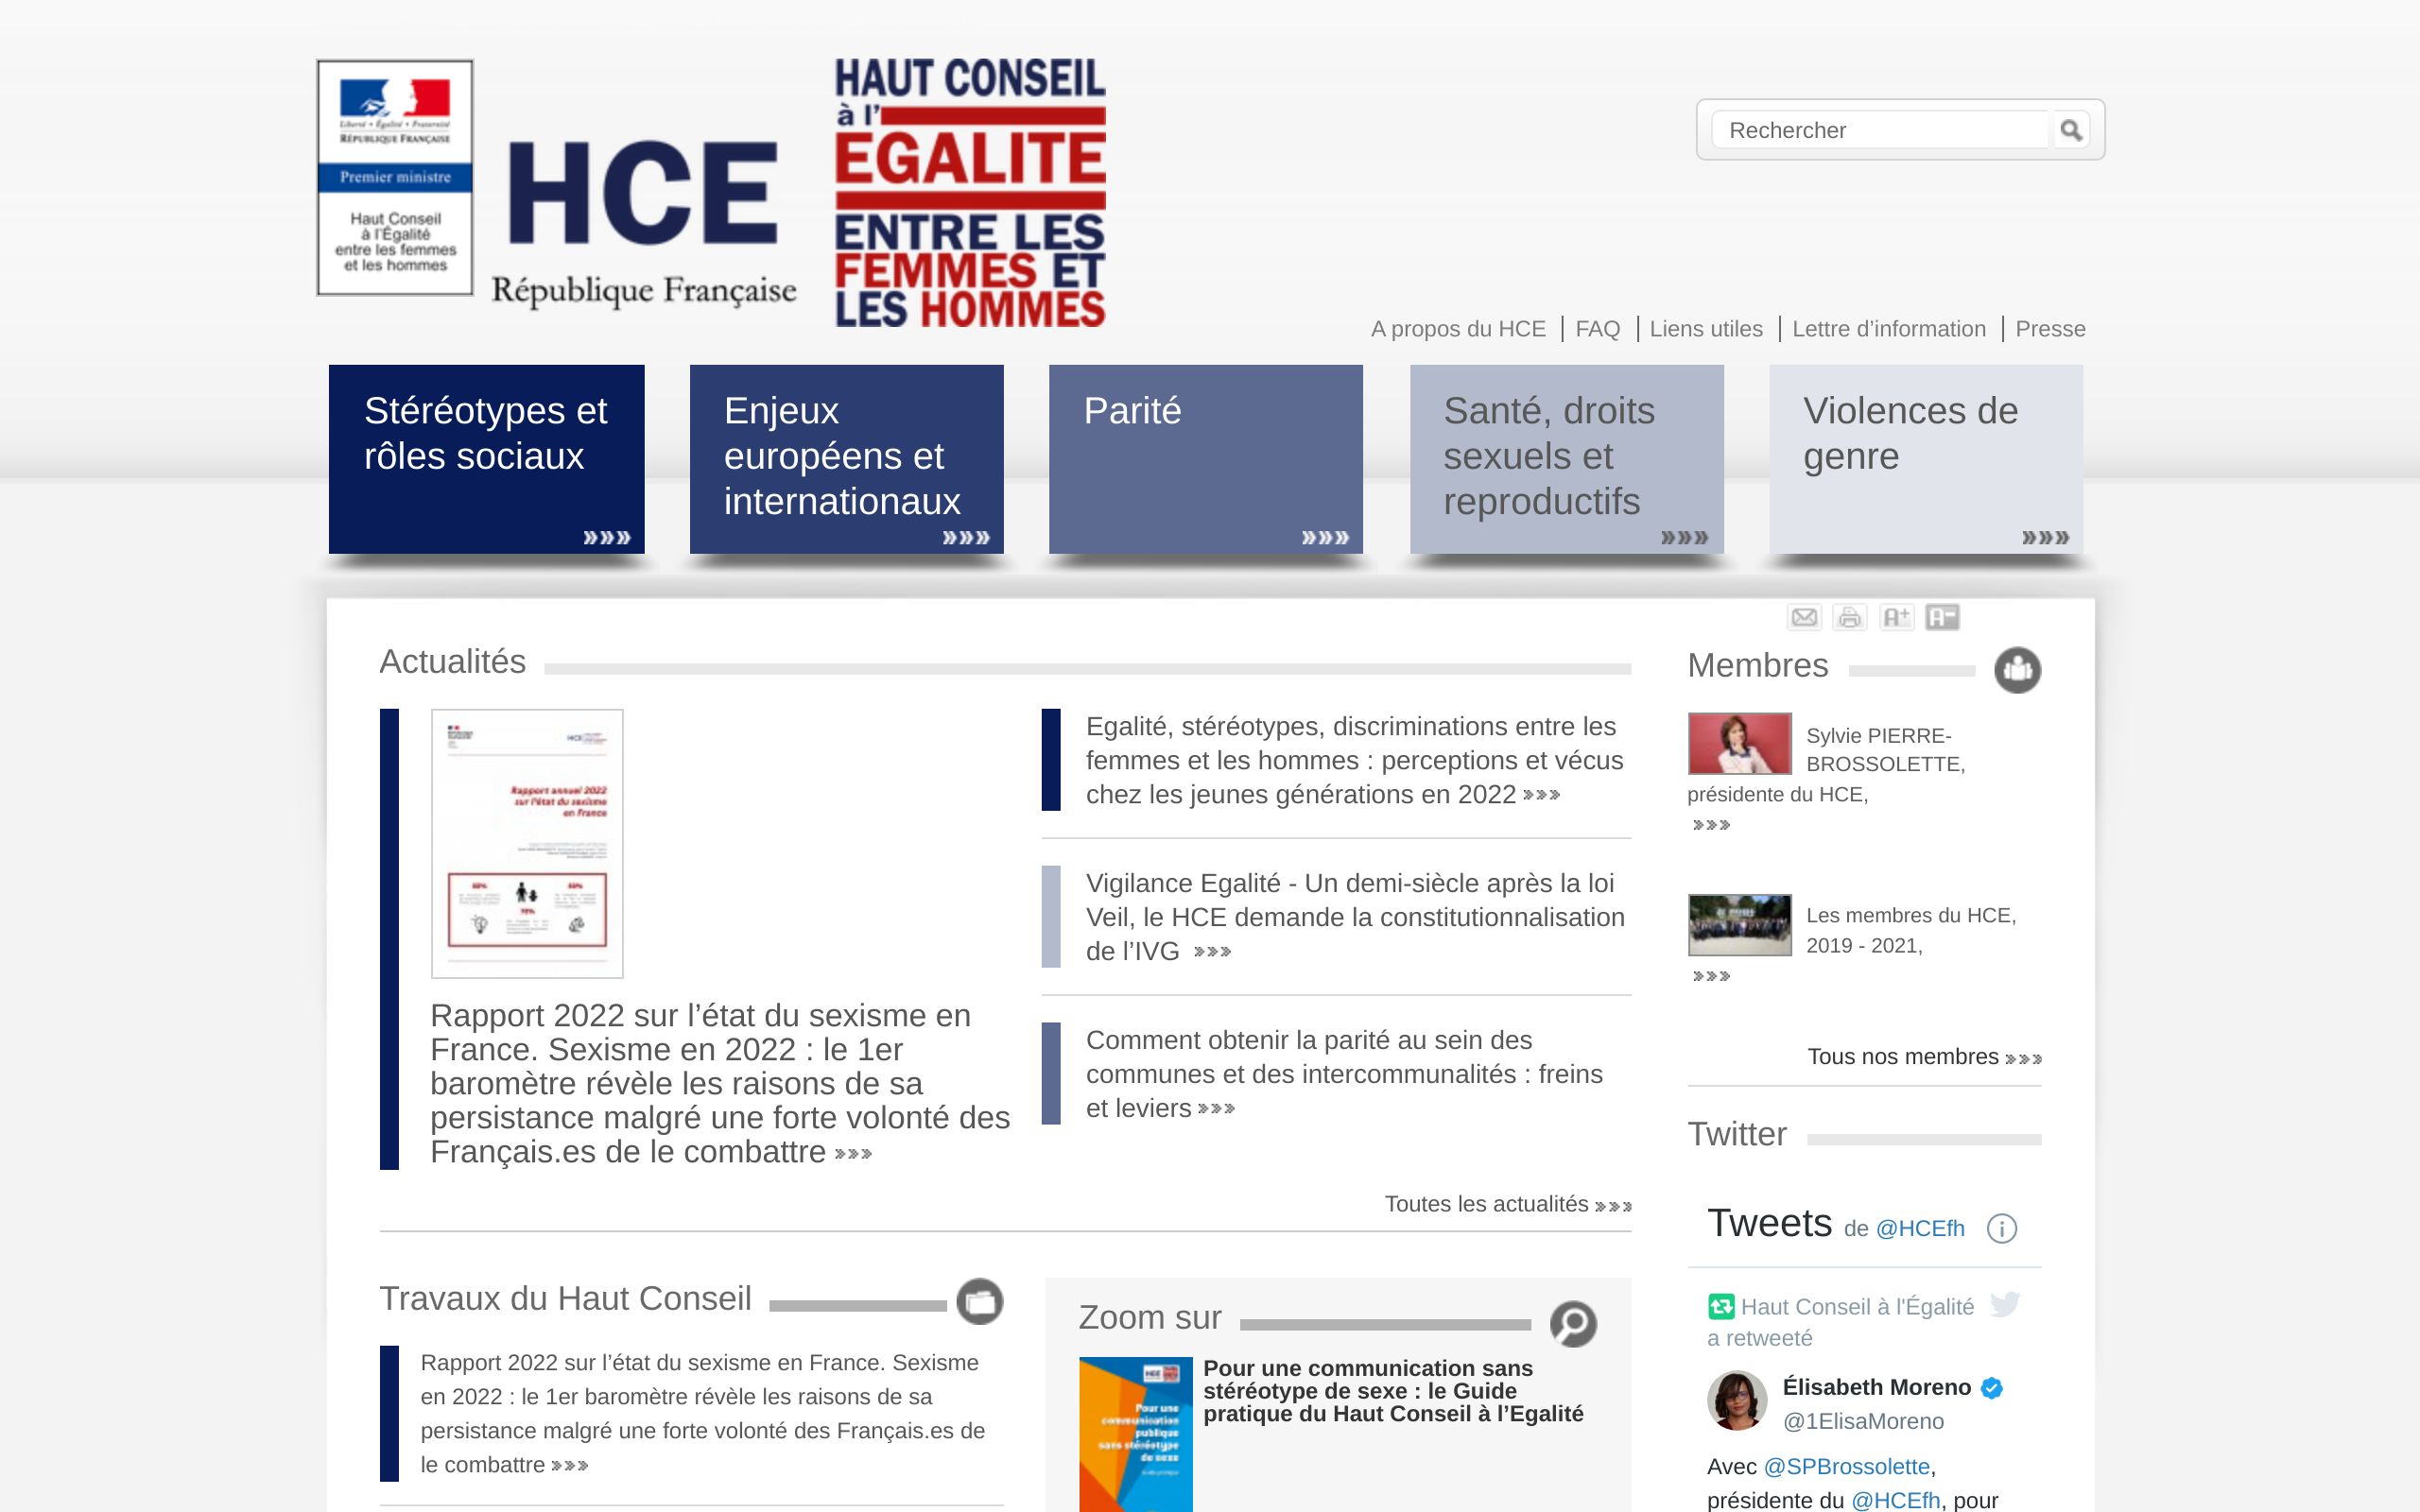 Liberté • Égalité • Fraternité
RÉPUBLIQUE FRANÇAISE
Premier ministre
Haut Conseil
à l'Égalité
entre les femmes
et les hommes
HCE
République Française
HAUT CONSEIL
à l'
EGALITE
ENTRE LES
FEMMES ET
LES HOMMES
Rechercher
A propos du HCE
FAQ
Liens utiles
Lettre d’information
Presse
Stéréotypes et
rôles sociaux
Enjeux
européens et
internationaux
Parité
Santé, droits
sexuels et
reproductifs
Violences de
genre
A+
A-
Actualités
Rapport annuel 2022
sur l'état du sexisme
en France
Rapport 2022 sur l’état du sexisme en
France. Sexisme en 2022 : le 1er
baromètre révèle les raisons de sa
persistance malgré une forte volonté des
Français.es de le combattre
Egalité, stéréotypes, discriminations entre les
femmes et les hommes : perceptions et vécus
chez les jeunes générations en 2022
Vigilance Egalité - Un demi-siècle après la loi
Veil, le HCE demande la constitutionnalisation
de l’IVG
Comment obtenir la parité au sein des
communes et des intercommunalités : freins
et leviers
Toutes les actualités
Membres
Sylvie PIERRE-
BROSSOLETTE,
présidente du HCE,
Les membres du HCE,
2019 - 2021,
Tous nos membres
Twitter
Tweets de @HCEfh
Haut Conseil à l'Égalité
a retweeté
Élisabeth Moreno
@1ElisaMoreno
Avec @SPBrossolette,
présidente du @HCEfh, pour
Travaux du Haut Conseil
Rapport 2022 sur l’état du sexisme en France. Sexisme
en 2022 : le 1er baromètre révèle les raisons de sa
persistance malgré une forte volonté des Français.es de
le combattre
Zoom sur
Pour une
communication
publique
sans stéréotype
de sexe
Pour une communication sans
stéréotype de sexe : le Guide
pratique du Haut Conseil à l’Egalité